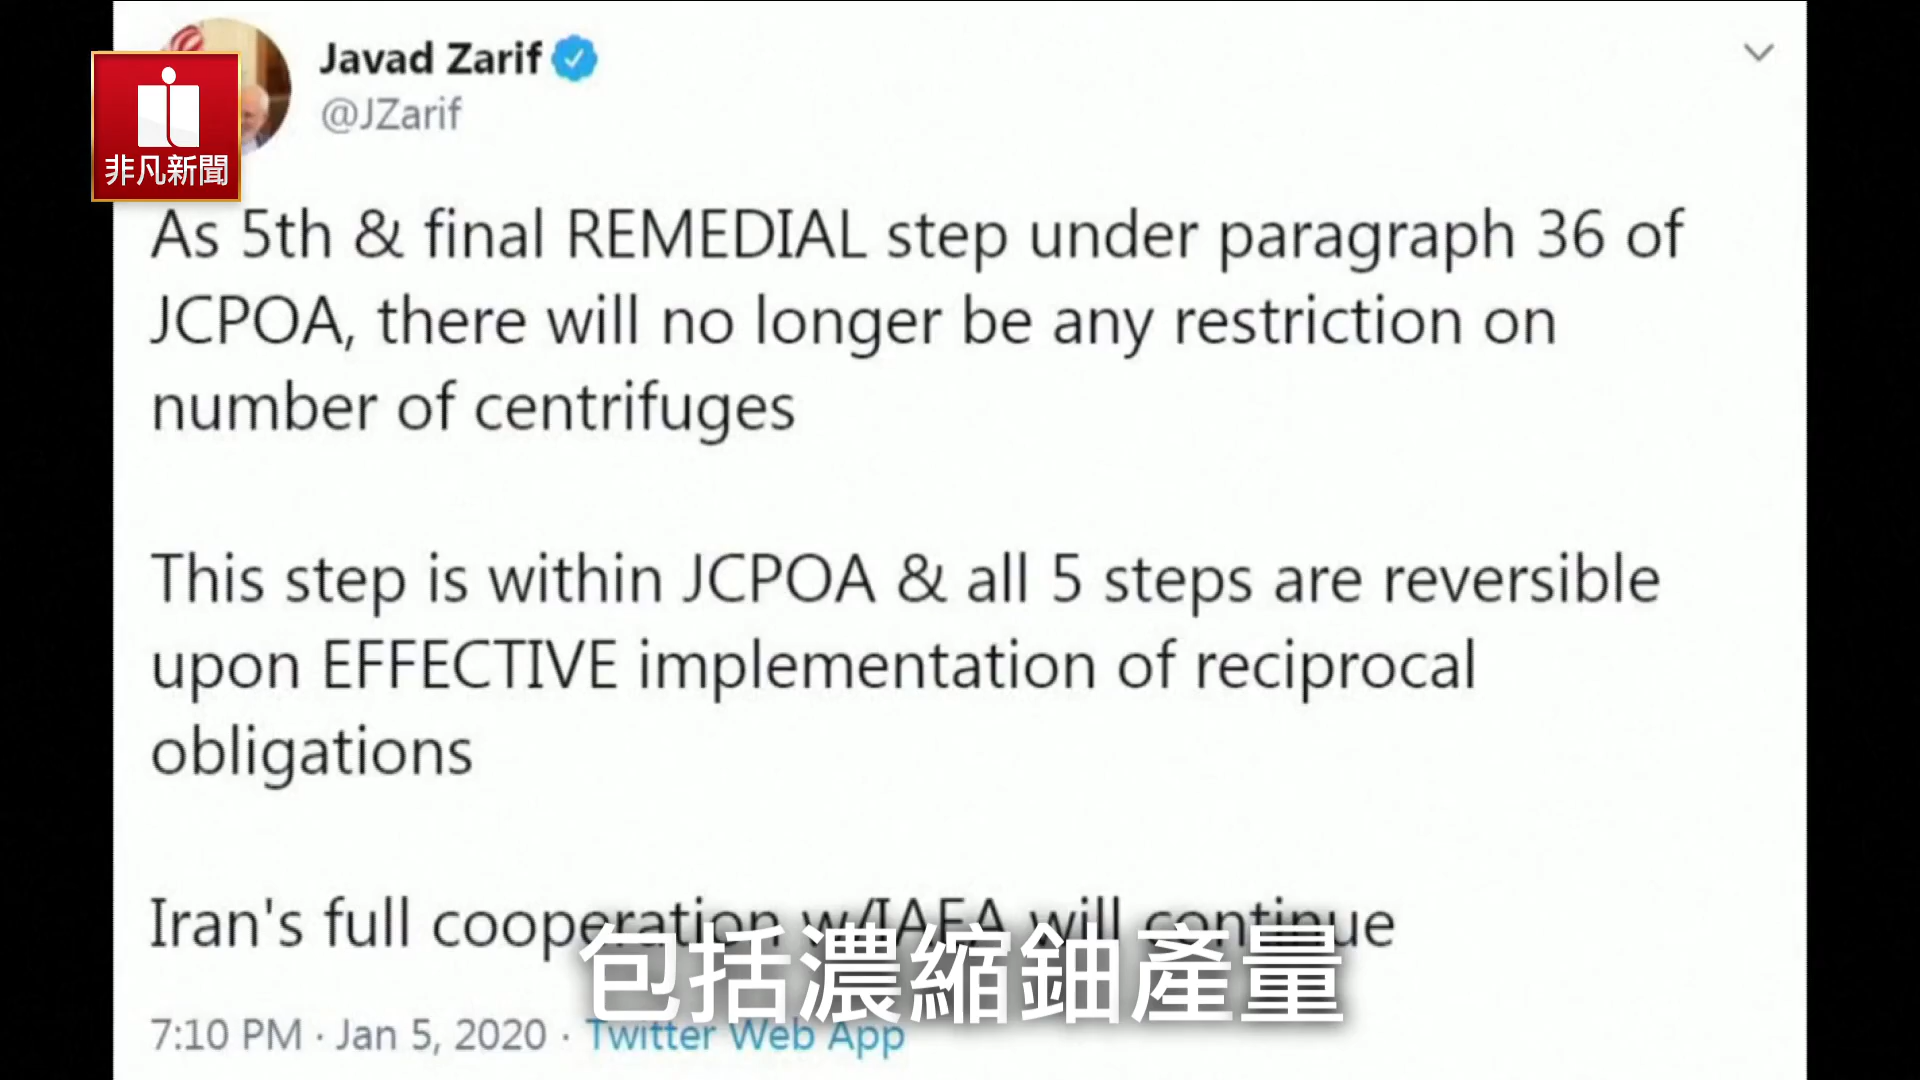 Javad Zarif
@JZarif
非凡新聞
As 5th & final REMEDIAL step under paragraph 36 of
JCPOA, there will no longer be any restriction on
number of centrifuges
This step is within JCPOA & all 5 steps are reversible
upon EFFECTIVE implementation of reciprocal
obligations
Iran's full cooperation w/IAEA will continue
包括濃縮鈾產量
7:10 PM · Jan 5, 2020 · Twitter Web App